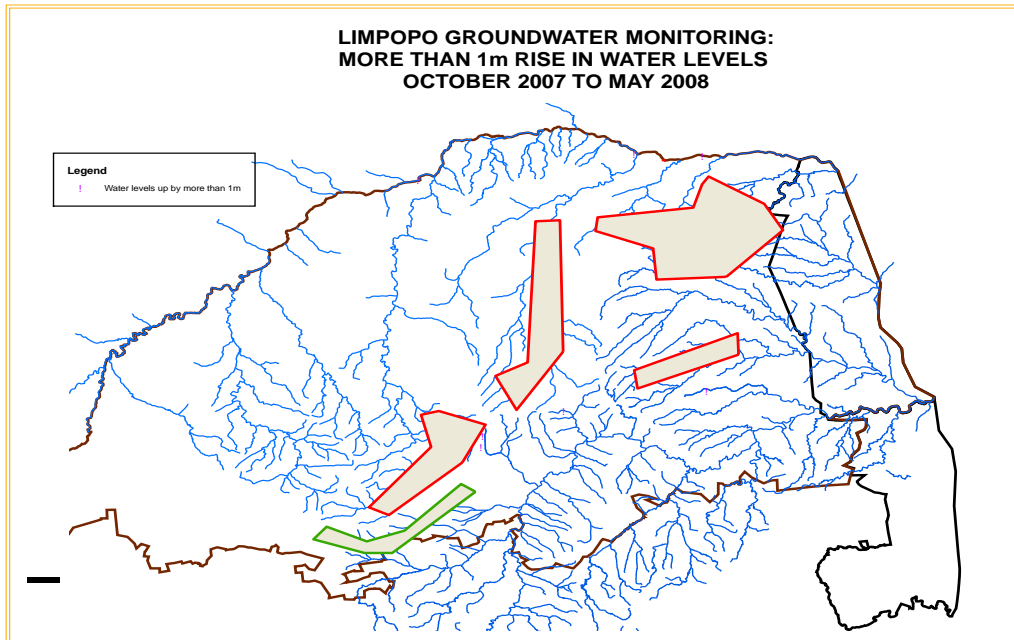 LIMPOPO GROUNDWATER MONITORING:
MORE THAN 1m RISE IN WATER LEVELS
OCTOBER 2007 TO MAY 2008
Legend
! Water levels up by more than 1m